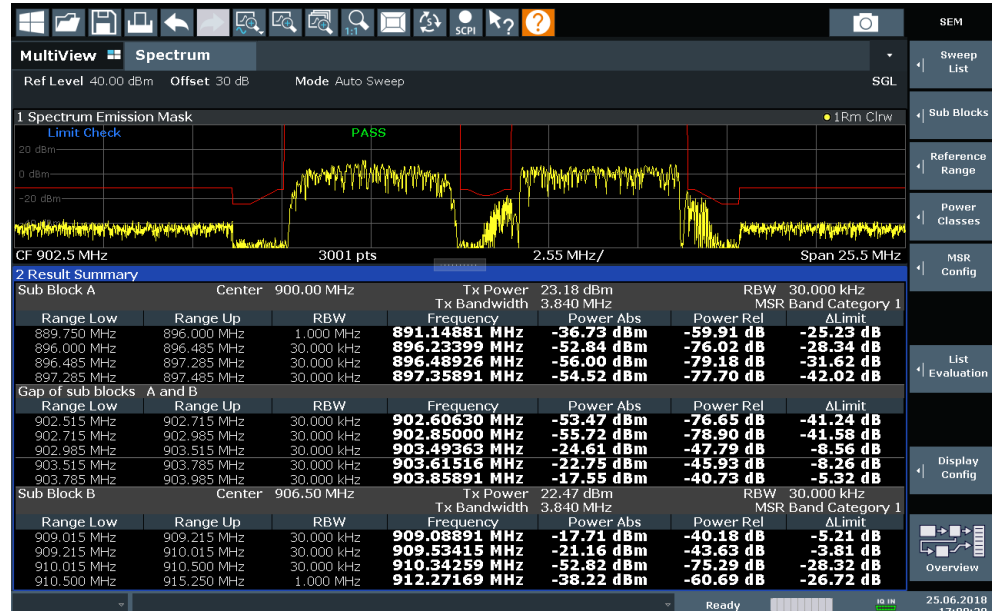 1:1
SCPI
SEM
MultiView Spectrum
Ref Level 40.00 dBm Offset 30 dB Mode Auto Sweep SGL
1 Spectrum Emission Mask 1Rm Clrw
Limit Check PASS
20 dBm
0 dBm
-20 dBm
CF 902.5 MHz 3001 pts 2.55 MHz/ Span 25.5 MHz
2 Result Summary
Sub Block A Center 900.00 MHz Tx Power 23.18 dBm RBW 30.000 kHz
Tx Bandwidth 3.840 MHz MSR Band Category 1
Range Low Range Up RBW Frequency Power Abs Power Rel ΔLimit
889.750 MHz 896.000 MHz 1.000 MHz 891.14881 MHz -36.73 dBm -59.91 dB -25.23 dB
896.000 MHz 896.485 MHz 30.000 kHz 896.23399 MHz -52.84 dBm -76.02 dB -28.34 dB
896.485 MHz 897.285 MHz 30.000 kHz 896.48926 MHz -56.00 dBm -79.18 dB -31.62 dB
897.285 MHz 897.485 MHz 30.000 kHz 897.35891 MHz -54.52 dBm -77.70 dB -42.02 dB
Gap of sub blocks A and B
Range Low Range Up RBW Frequency Power Abs Power Rel ΔLimit
902.515 MHz 902.715 MHz 30.000 kHz 902.60630 MHz -53.47 dBm -76.65 dB -41.24 dB
902.715 MHz 902.985 MHz 30.000 kHz 902.85000 MHz -55.72 dBm -78.90 dB -41.58 dB
902.985 MHz 903.515 MHz 30.000 kHz 903.49363 MHz -24.61 dBm -47.79 dB -8.56 dB
903.515 MHz 903.785 MHz 30.000 kHz 903.61516 MHz -22.75 dBm -45.93 dB -8.26 dB
903.785 MHz 903.985 MHz 30.000 kHz 903.85891 MHz -17.55 dBm -40.73 dB -5.32 dB
Sub Block B Center 906.50 MHz Tx Power 22.47 dBm RBW 30.000 kHz
Tx Bandwidth 3.840 MHz MSR Band Category 1
Range Low Range Up RBW Frequency Power Abs Power Rel ΔLimit
909.015 MHz 909.215 MHz 30.000 kHz 909.08891 MHz -17.71 dBm -40.18 dB -5.21 dB
909.215 MHz 910.015 MHz 30.000 kHz 909.53415 MHz -21.16 dBm -43.63 dB -3.81 dB
910.015 MHz 910.500 MHz 30.000 kHz 910.34259 MHz -52.82 dBm -75.29 dB -28.32 dB
910.500 MHz 915.250 MHz 1.000 MHz 912.27169 MHz -38.22 dBm -60.69 dB -26.72 dB
Sweep
List
Sub Blocks
Reference
Range
Power
Classes
MSR
Config
List
Evaluation
Display
Config
Overview
Ready IQ IN 25.06.2018